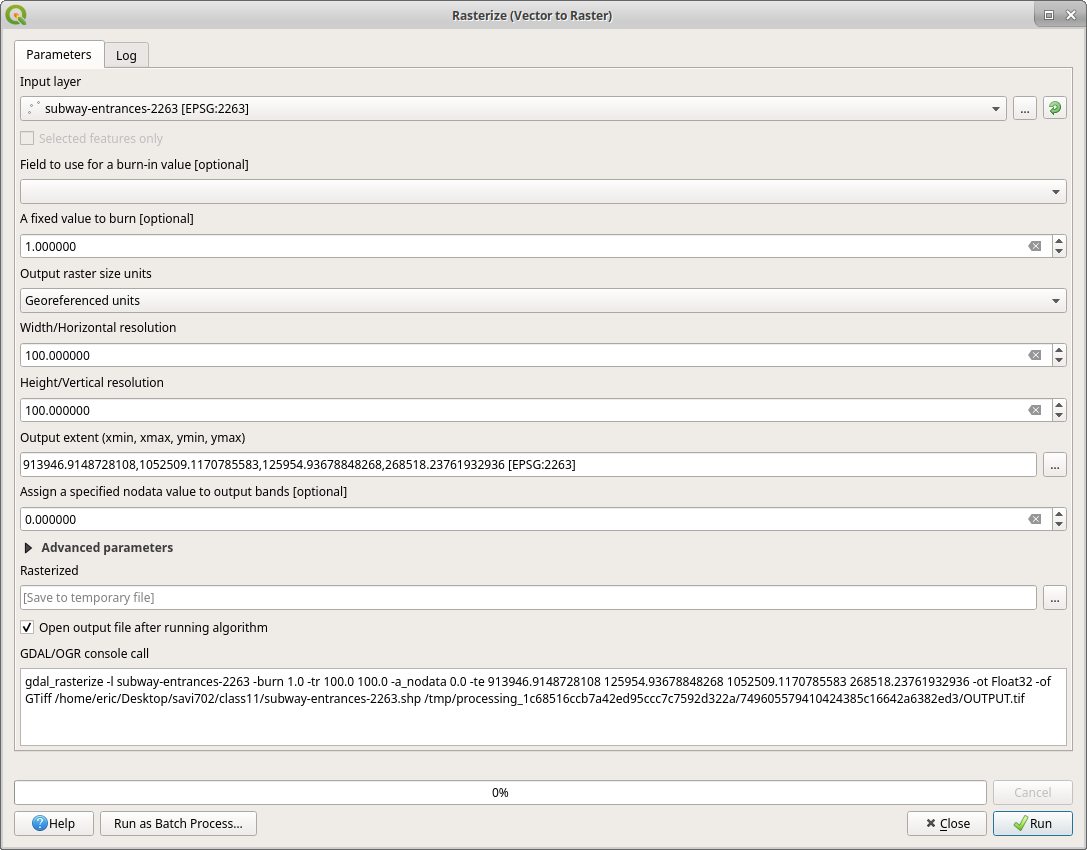 Rasterize (Vector to Raster)
Parameters
Log
Input layer
subway-entrances-2263 [EPSG:2263]
...
Selected features only
Field to use for a burn-in value [optional]
A fixed value to burn [optional]
1.000000
Output raster size units
Georeferenced units
Width/Horizontal resolution
100.000000
Height/Vertical resolution
100.000000
Output extent (xmin, xmax, ymin, ymax)
913946.9148728108,1052509.1170785583,125954.93678848268,268518.23761932936 [EPSG:2263]
...
Assign a specified nodata value to output bands [optional]
0.000000
Advanced parameters
Rasterized
[Save to temporary file]
...
Open output file after running algorithm
GDAL/OGR console call
gdal_rasterize -l subway-entrances-2263 -burn 1.0 -tr 100.0 100.0 -a_nodata 0.0 -te 913946.9148728108 125954.93678848268 1052509.1170785583 268518.23761932936 -ot Float32 -of
GTiff /home/eric/Desktop/savi702/class11/subway-entrances-2263.shp /tmp/processing_1c68516ccb7a42ed95ccc7c7592d322a/749605579410424385c16642a6382ed3/OUTPUT.tif
0%
Cancel
Help
Run as Batch Process...
Close
Run